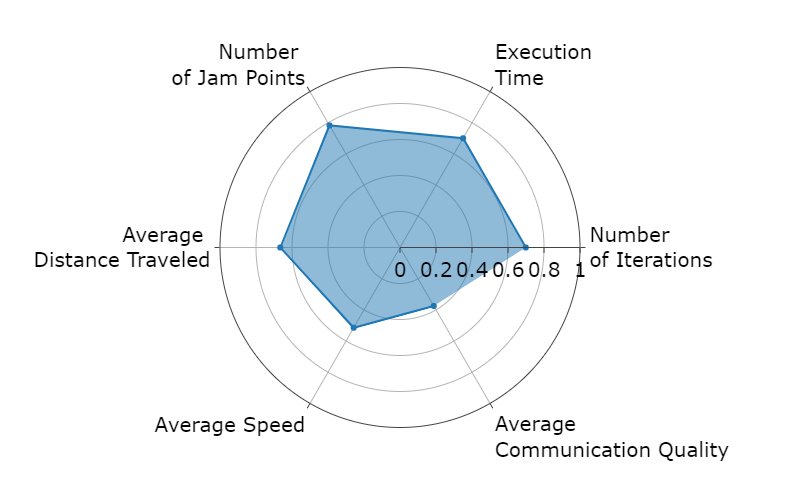 Number
of Jam Points
Execution
Time
Average
Distance Traveled
Number
of Iterations
0 0.2 0.4 0.6 0.8 1
Average Speed
Average
Communication Quality